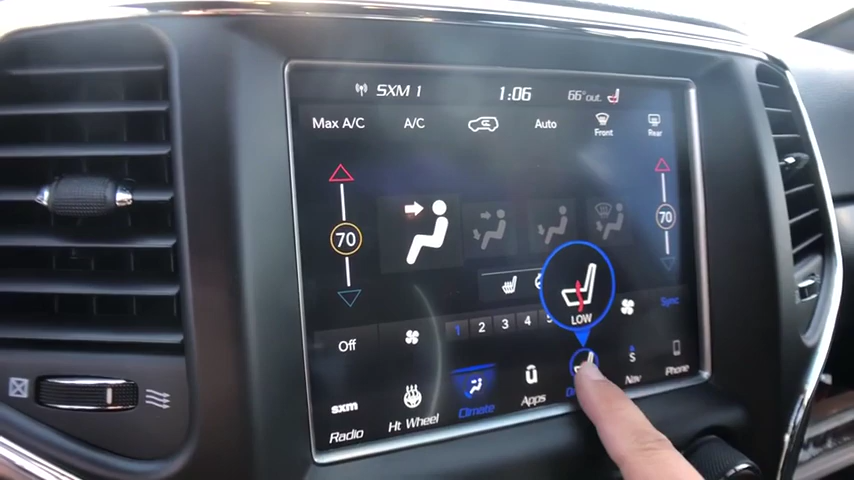 SXM 1 1:06 66° out.
Max A/C A/C Auto Front Rear
70 70
LOW
Sync
Off 1 2 3 4
sxm S
Radio Ht Wheel Climate Apps Nav Phone